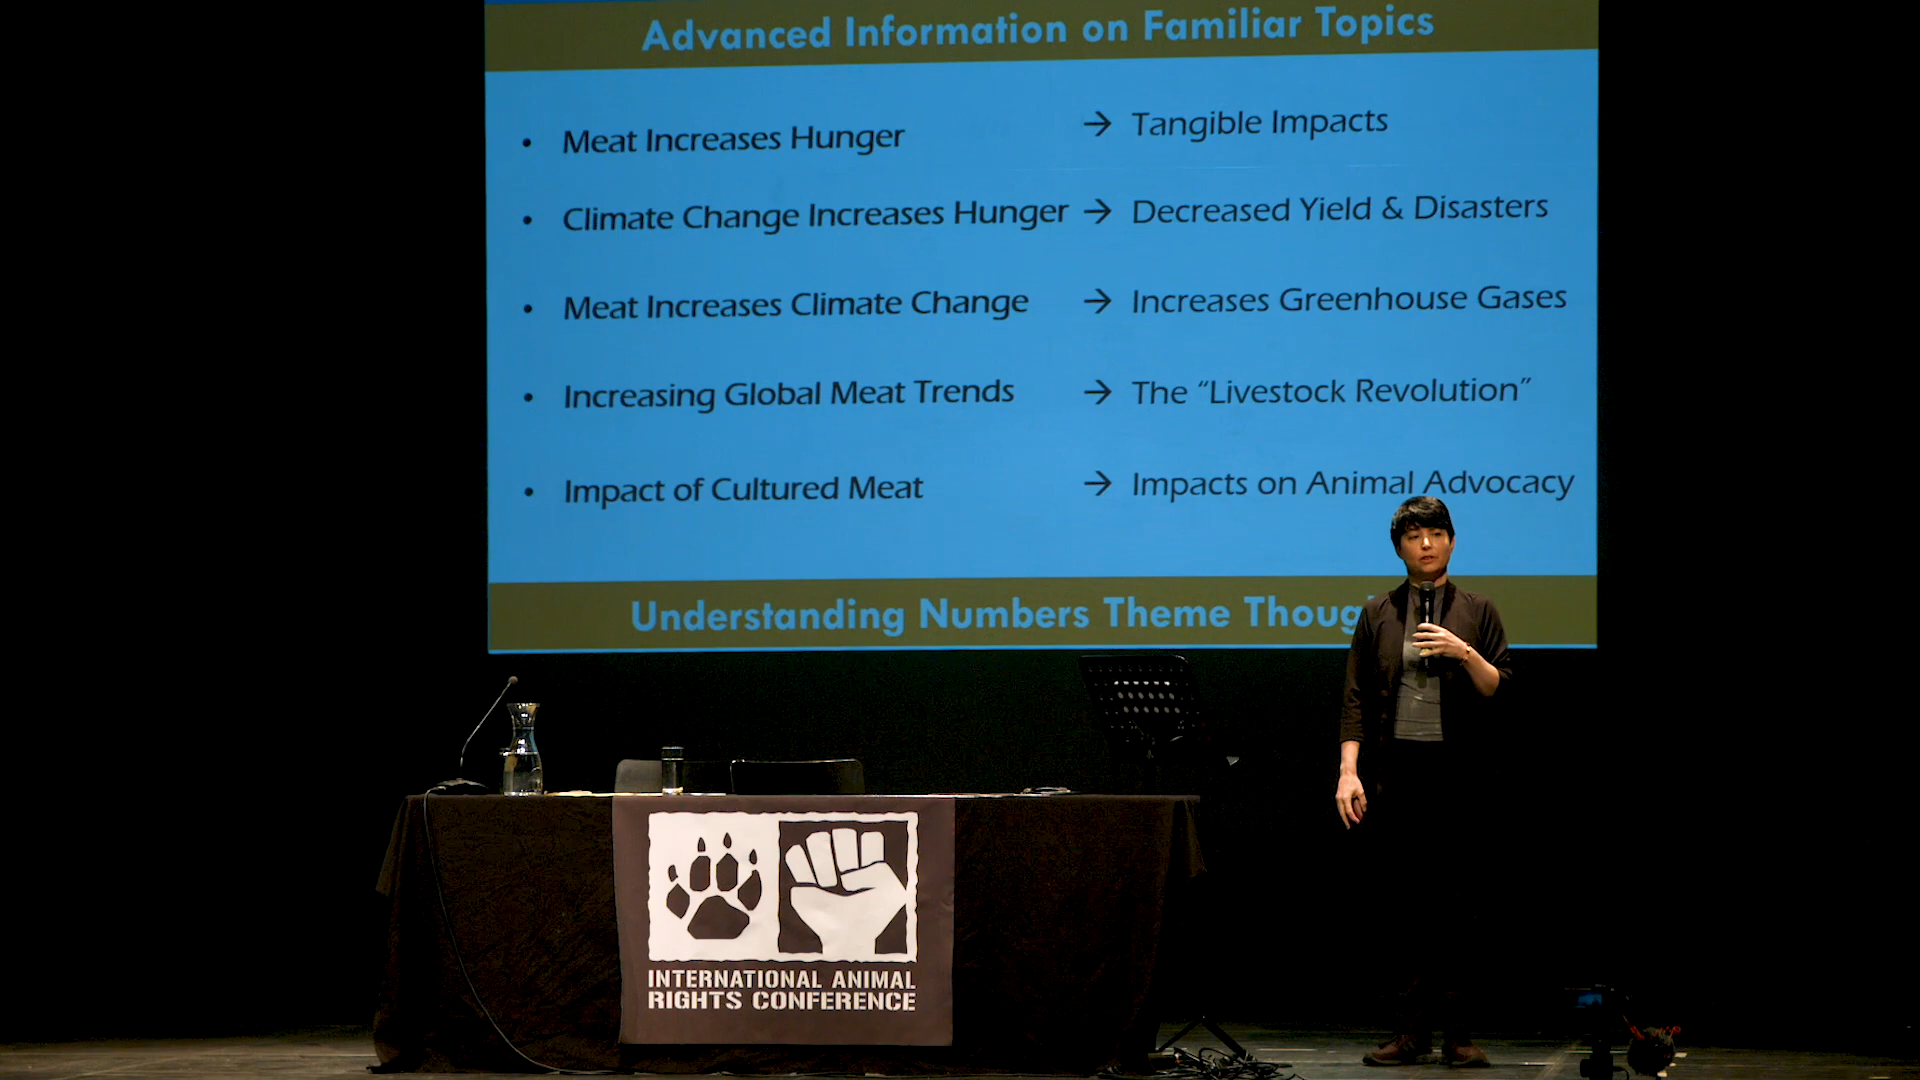 Advanced Information on Familiar Topics
• Meat Increases Hunger → Tangible Impacts
• Climate Change Increases Hunger → Decreased Yield & Disasters
• Meat Increases Climate Change → Increases Greenhouse Gases
• Increasing Global Meat Trends → The “Livestock Revolution”
• Impact of Cultured Meat → Impacts on Animal Advocacy
Understanding Numbers Theme
INTERNATIONAL ANIMAL
RIGHTS CONFERENCE